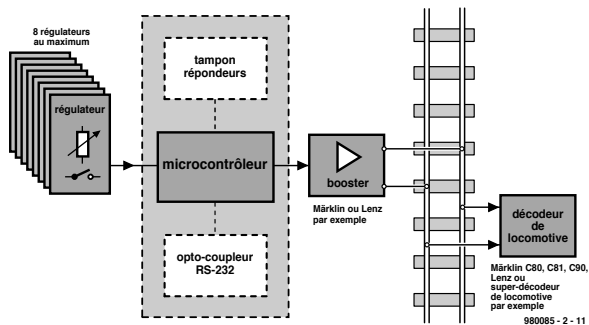 8 régulateurs
au maximum
régulateur
tampon
répondeurs
microcontrôleur
opto-coupleur
RS-232
booster
Märklin ou Lenz
par exemple
décodeur
de
locomotive
Märklin C80, C81, C90,
Lenz ou
super-décodeur
de locomotive
par exemple
980085 - 2 - 11